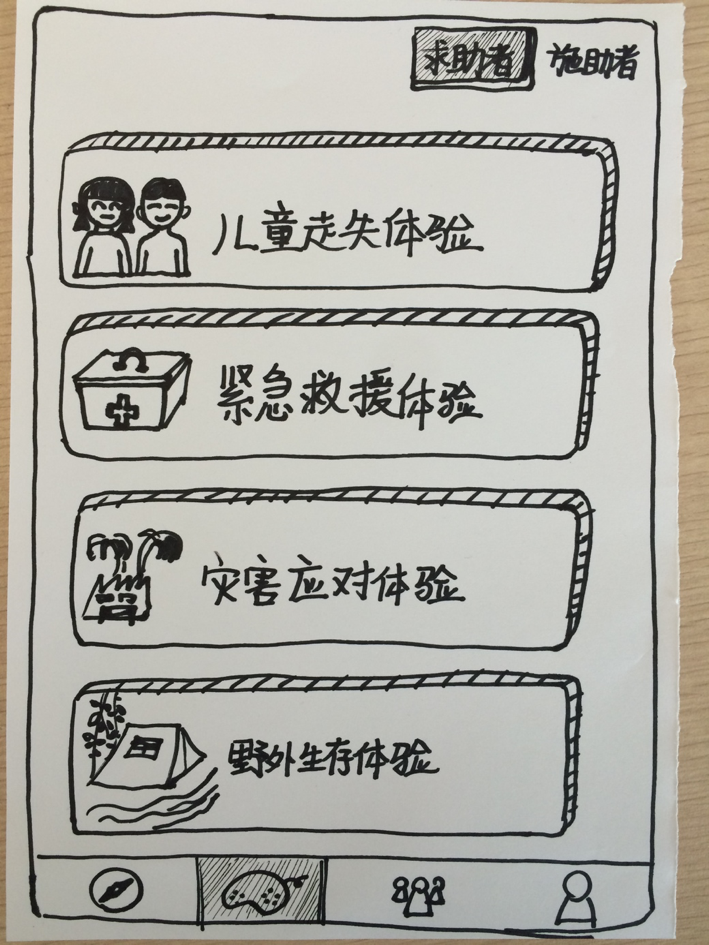 求助者 施助者
儿童走失体验
紧急救援体验
灾害应对体验
野外生存体验